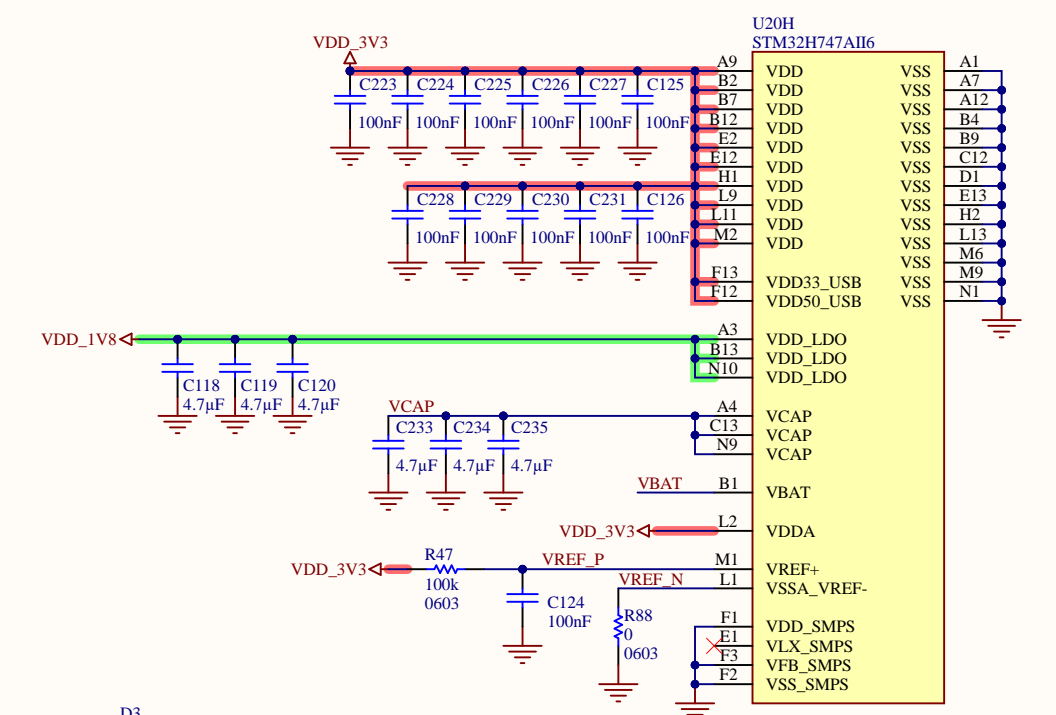 U20H
STM32H747AII6
VDD_3V3
C223 C224 C225 C226 C227 C125
100nF 100nF 100nF 100nF 100nF 100nF
C228 C229 C230 C231 C126
100nF 100nF 100nF 100nF 100nF
A9 VDD VSS A1
B2 VDD VSS A7
B7 VDD VSS A12
B12 VDD VSS B4
E2 VDD VSS B9
E12 VDD VSS C12
H1 VDD VSS D1
L9 VDD VSS E13
L11 VDD VSS H2
M2 VDD VSS L13
VSS M6
F13 VDD33_USB VSS M9
F12 VDD50_USB VSS N1
VDD_1V8
A3 VDD_LDO
B13 VDD_LDO
N10 VDD_LDO
C118 C119 C120
4.7µF 4.7µF 4.7µF
VCAP
A4 VCAP
C13 VCAP
N9 VCAP
C233 C234 C235
4.7µF 4.7µF 4.7µF
VBAT B1 VBAT
VDD_3V3 L2 VDDA
R47
VDD_3V3 VREF_P M1 VREF+
100k
0603
VREF_N L1 VSSA_VREF-
C124
100nF
R88
0
0603
F1 VDD_SMPS
E1 VLX_SMPS
F3 VFB_SMPS
F2 VSS_SMPS
D3